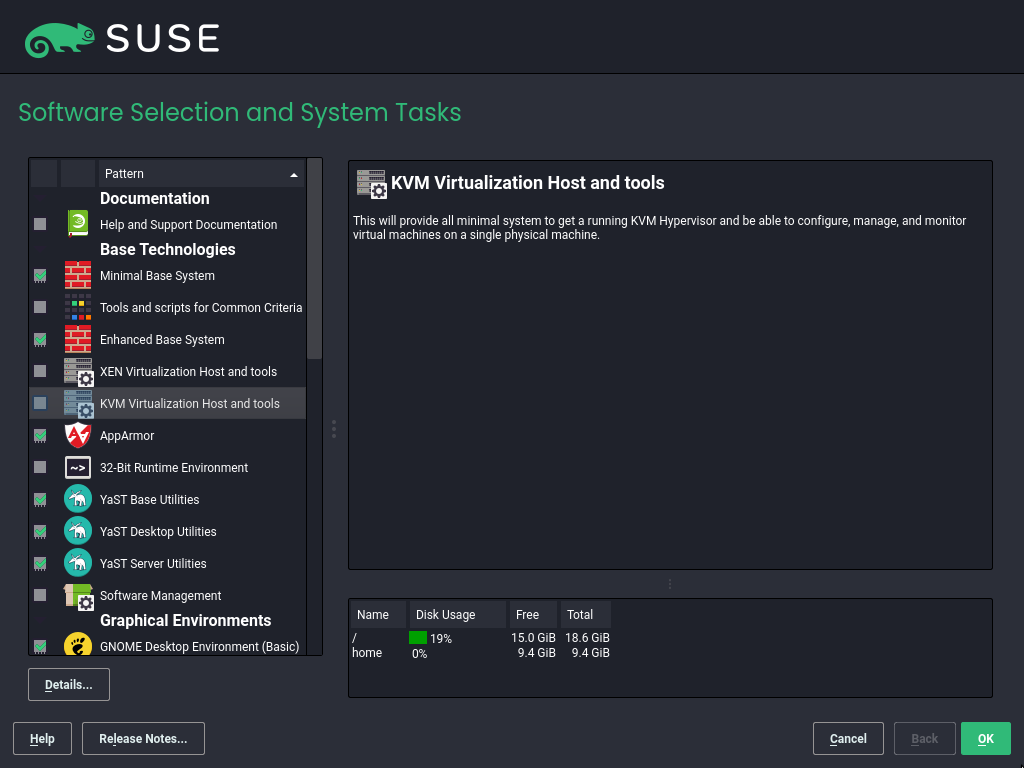 SUSE
Software Selection and System Tasks
Pattern
Documentation
Help and Support Documentation
Base Technologies
Minimal Base System
Tools and scripts for Common Criteria
Enhanced Base System
XEN Virtualization Host and tools
KVM Virtualization Host and tools
AppArmor
32-Bit Runtime Environment
~>
YaST Base Utilities
YaST Desktop Utilities
YaST Server Utilities
Software Management
Graphical Environments
GNOME Desktop Environment (Basic)
Details...
KVM Virtualization Host and tools
This will provide all minimal system to get a running KVM Hypervisor and be able to configure, manage, and monitor
virtual machines on a single physical machine.
Name Disk Usage Free Total
/ 19% 15.0 GiB 18.6 GiB
home 0% 9.4 GiB 9.4 GiB
Help Release Notes... Cancel Back OK